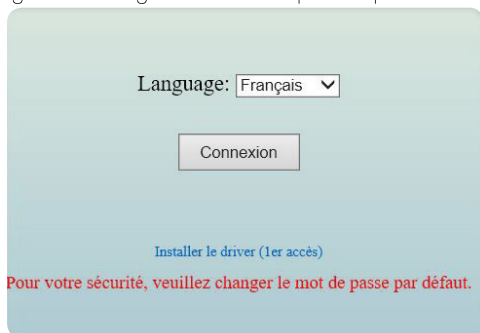 Language: Français
Connexion
Installer le driver (1er accès)
Pour votre sécurité, veuillez changer le mot de passe par défaut.